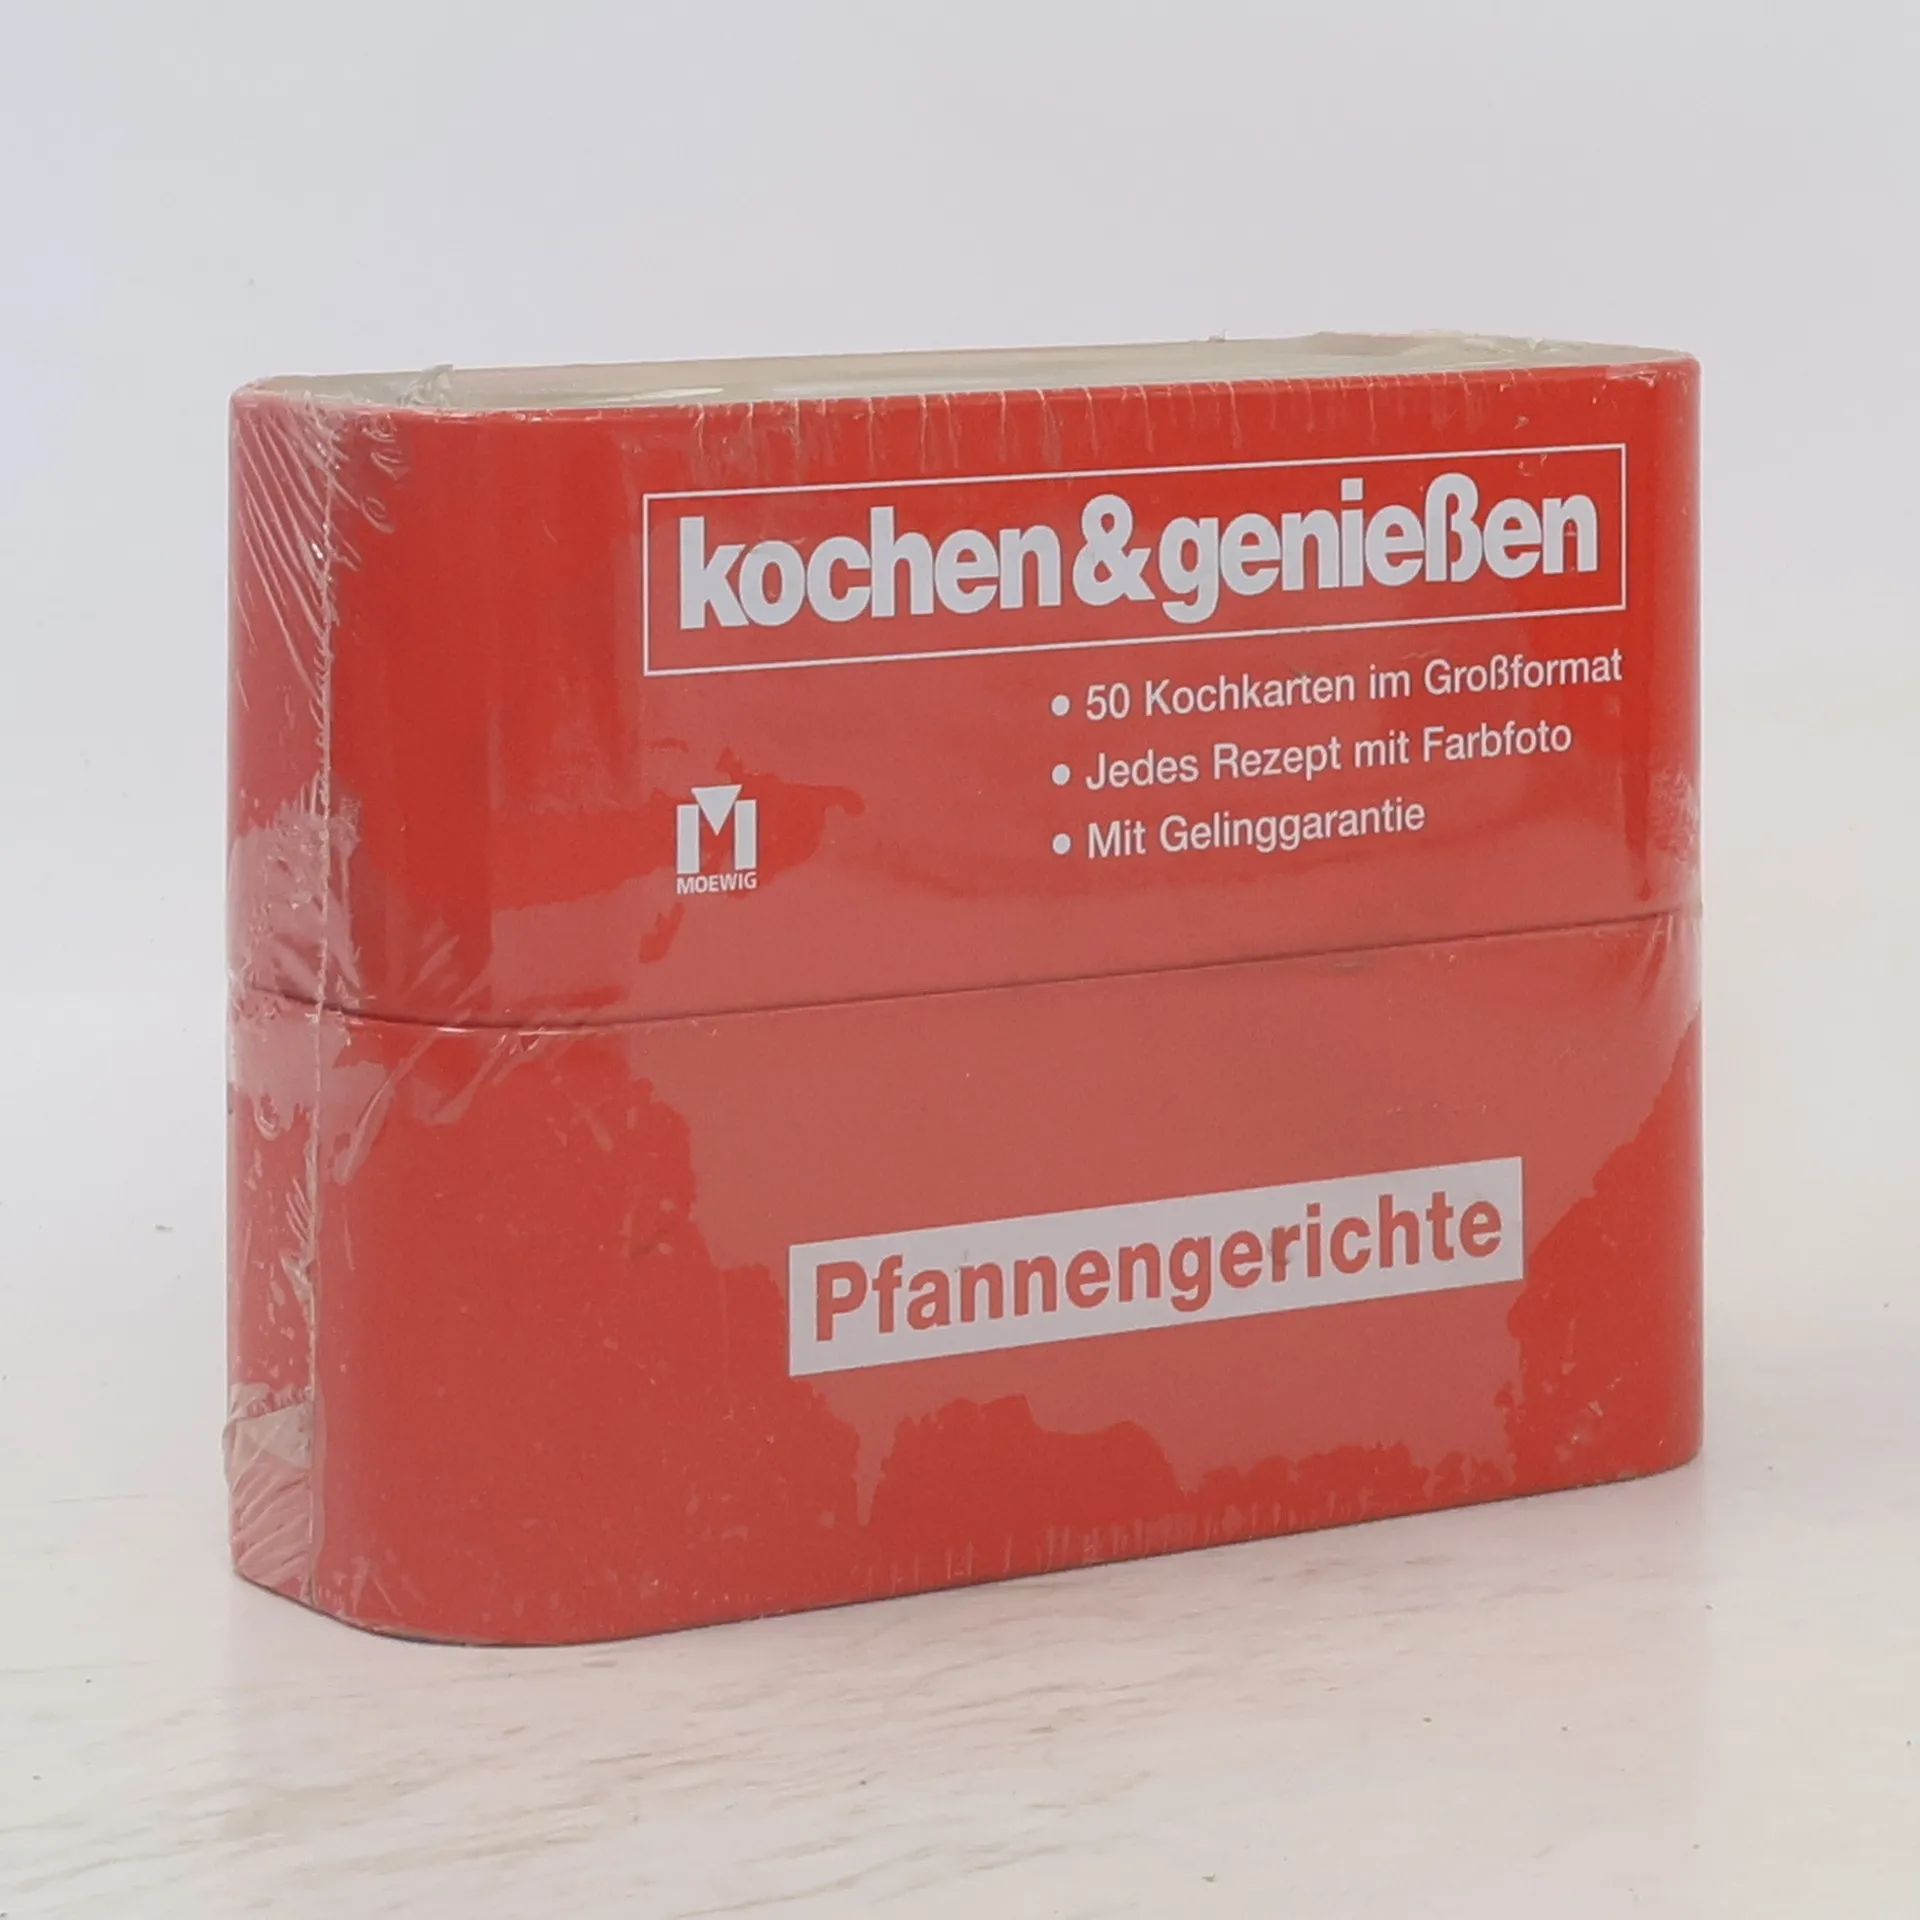 kochen&genießen
• 50 Kochkarten im Großformat
• Jedes Rezept mit Farbfoto
• Mit Gelinggarantie
MOEWIG
Pfannengerichte